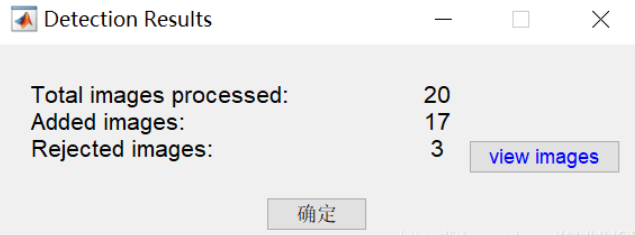 Detection Results
Total images processed: 20
Added images: 17
Rejected images: 3
view images
确定